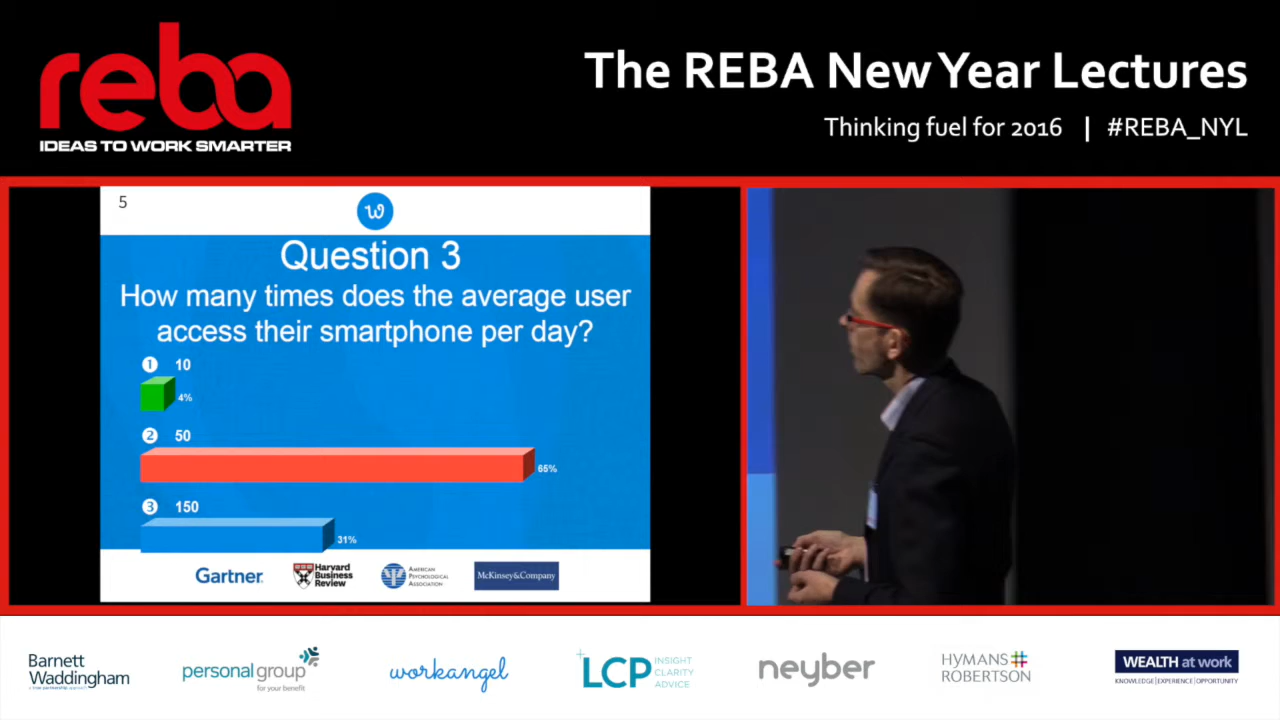 reba
IDEAS TO WORK SMARTER
The REBA New Year Lectures
Thinking fuel for 2016 | #REBA_NYL
5
w
Question 3
How many times does the average user
access their smartphone per day?
1 10
4%
2 50
65%
3 150
31%
Gartner
Harvard
Business
Review
AMERICAN
PSYCHOLOGICAL
ASSOCIATION
McKinsey&Company
Barnett
Waddingham
personal group
for your benefit
workangel
LCP INSIGHT
CLARITY
ADVICE
neyber
HYMANS
ROBERTSON
WEALTH at work
KNOWLEDGE|EXPERIENCE|OPPORTUNITY